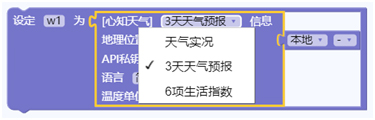 设定 w1 为 [心知天气] 3天天气预报 信息
地理位 本地 -
天气实况
API私钥
✓ 3天天气预报
语言
6项生活指数
温度单